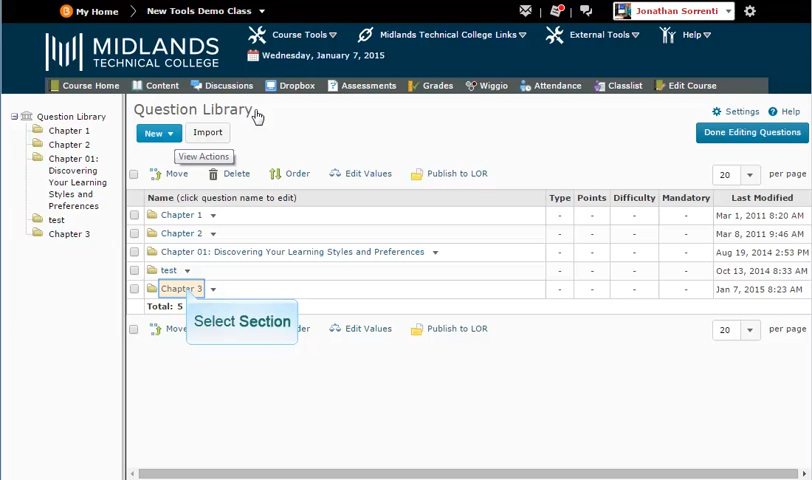 My Home New Tools Demo Class Jonathan Sorrenti
MIDLANDS
TECHNICAL COLLEGE
Course Tools Midlands Technical College Links External Tools Help
Wednesday, January 7, 2015
Course Home Content Discussions Dropbox Assessments Grades Wiggio Attendance Classlist Edit Course
Question Library
Chapter 1
Chapter 2
Chapter 01:
Discovering
Your Learning
Styles and
Preferences
test
Chapter 3
Question Library
Settings Help
New Import
Done Editing Questions
View Actions
Move Delete Order Edit Values Publish to LOR 20 per page
Name (click question name to edit) Type Points Difficulty Mandatory Last Modified
Chapter 1 - - - - Mar 1, 2011 8:20 AM
Chapter 2 - - - - Mar 8, 2011 9:46 AM
Chapter 01: Discovering Your Learning Styles and Preferences - - - - Aug 19, 2014 2:53 PM
test - - - - Oct 13, 2014 8:33 AM
Chapter 3 - - - - Jan 7, 2015 8:23 AM
Total: 5
Select Section
Move der Edit Values Publish to LOR 20 per page